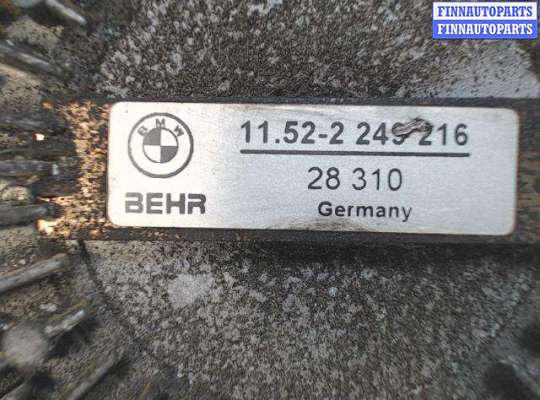 FINNAUTOPARTS
FINNAUTOPARTS
BMW
11.52-2 249 216
28 310
BEHR
Germany